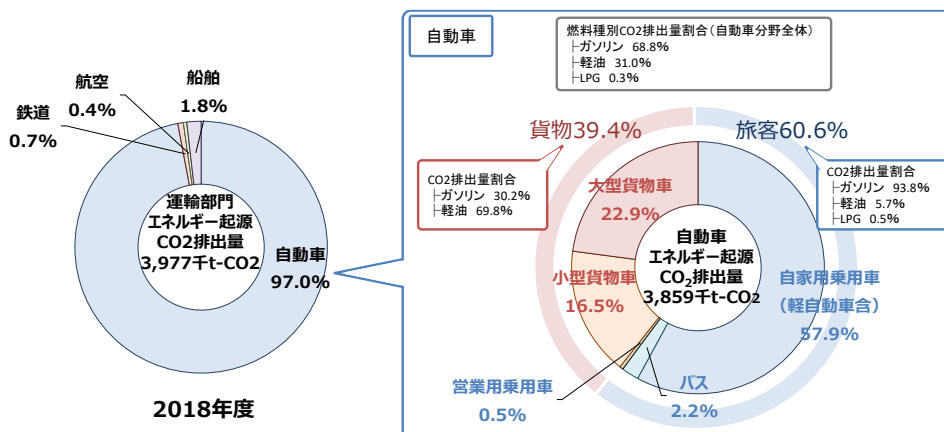 航空
0.4%
船舶
1.8%
鉄道
0.7%
運輸部門
エネルギー起源
CO2排出量
3,977千t-CO2
自動車
97.0%
2018年度
自動車
燃料種別CO2排出量割合（自動車分野全体）
├ガソリン 68.8%
├軽油 31.0%
├LPG 0.3%
貨物39.4%
旅客60.6%
CO2排出量割合
├ガソリン 30.2%
├軽油 69.8%
CO2排出量割合
├ガソリン 93.8%
├軽油 5.7%
├LPG 0.5%
大型貨物車
22.9%
小型貨物車
16.5%
自動車
エネルギー起源
CO₂排出量
3,859千t-CO₂
自家用乗用車
（軽自動車含）
57.9%
営業用乗用車
0.5%
バス
2.2%